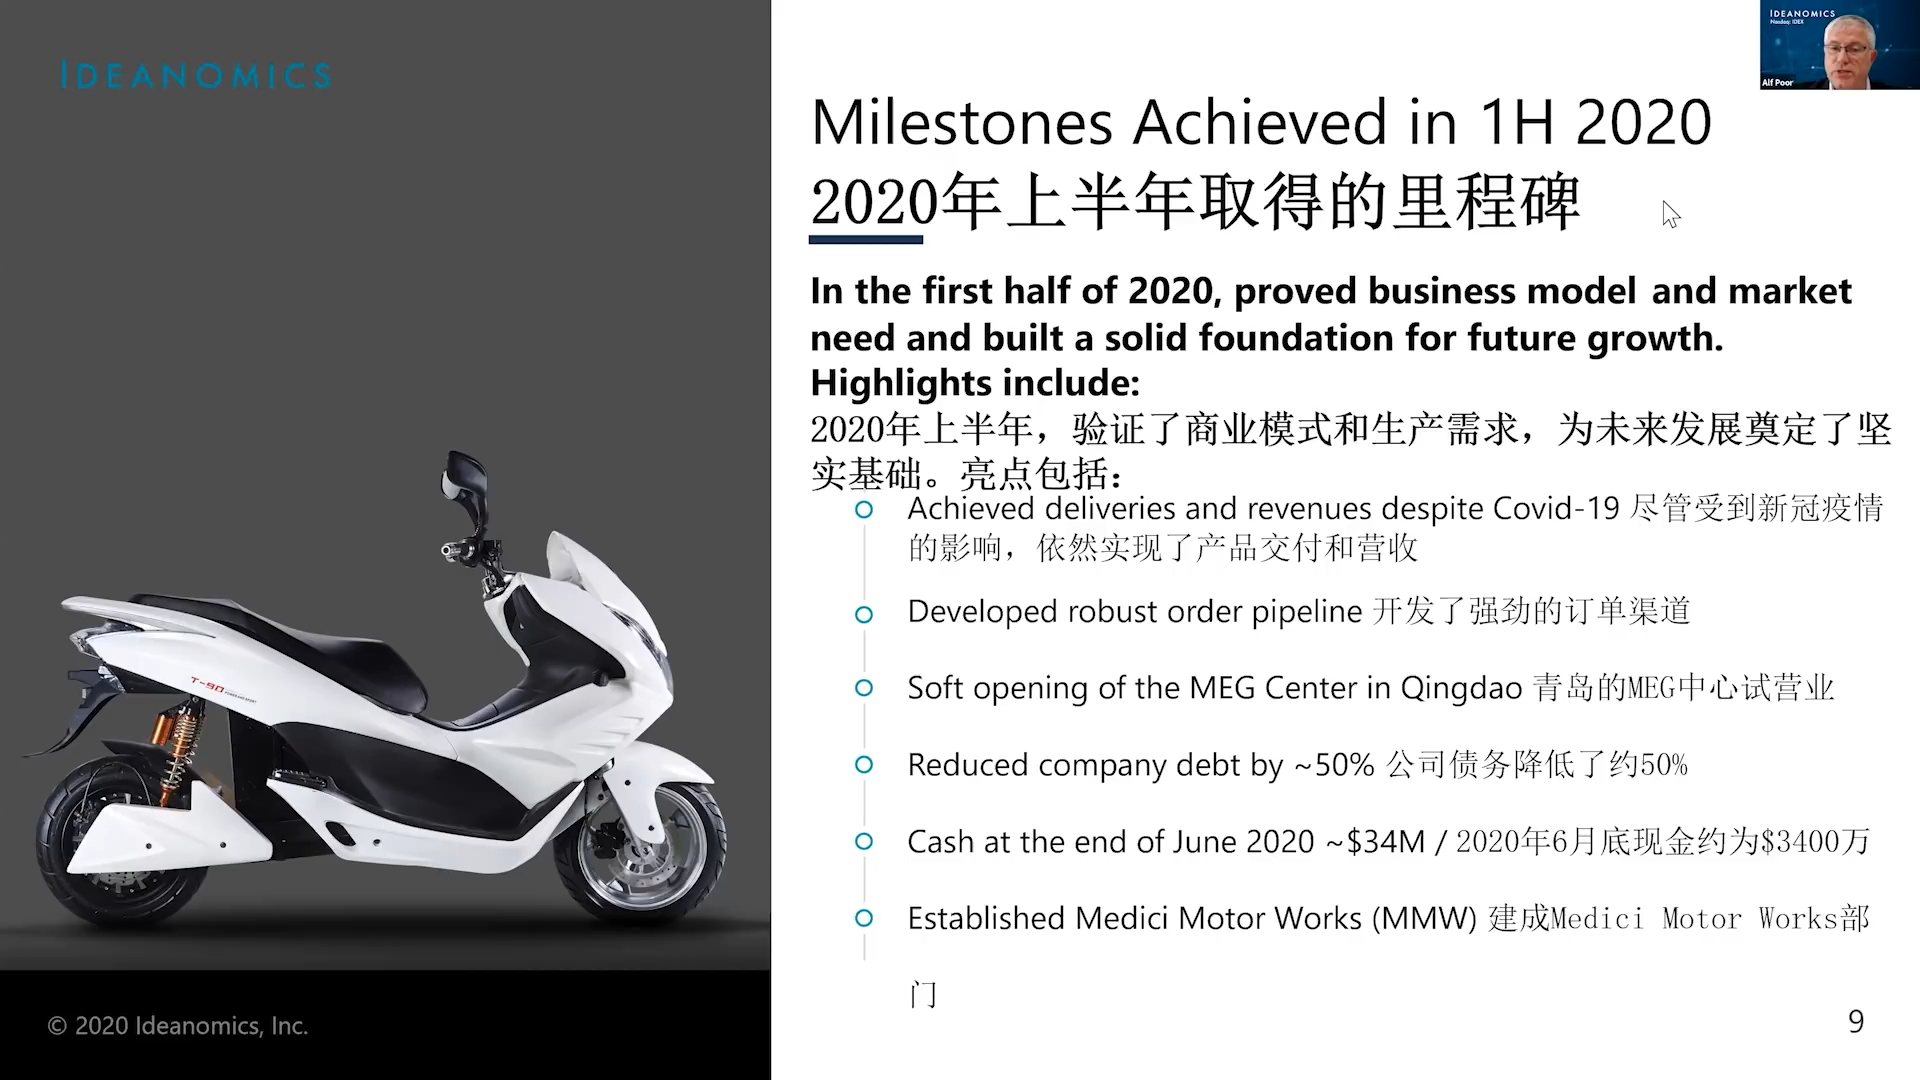 IDEANOMICS
IDEANOMICS
Nasdaq: IDEX
Alf Poor
Milestones Achieved in 1H 2020
2020年上半年取得的里程碑
In the first half of 2020, proved business model and market
need and built a solid foundation for future growth.
Highlights include:
2020年上半年，验证了商业模式和生产需求，为未来发展奠定了坚
实基础。亮点包括：
Achieved deliveries and revenues despite Covid-19 尽管受到新冠疫情
的影响，依然实现了产品交付和营收
Developed robust order pipeline 开发了强劲的订单渠道
Soft opening of the MEG Center in Qingdao 青岛的MEG中心试营业
Reduced company debt by ~50% 公司债务降低了约50%
Cash at the end of June 2020 ~$34M / 2020年6月底现金约为$3400万
Established Medici Motor Works (MMW) 建成Medici Motor Works部
门
T-90
© 2020 Ideanomics, Inc.
9